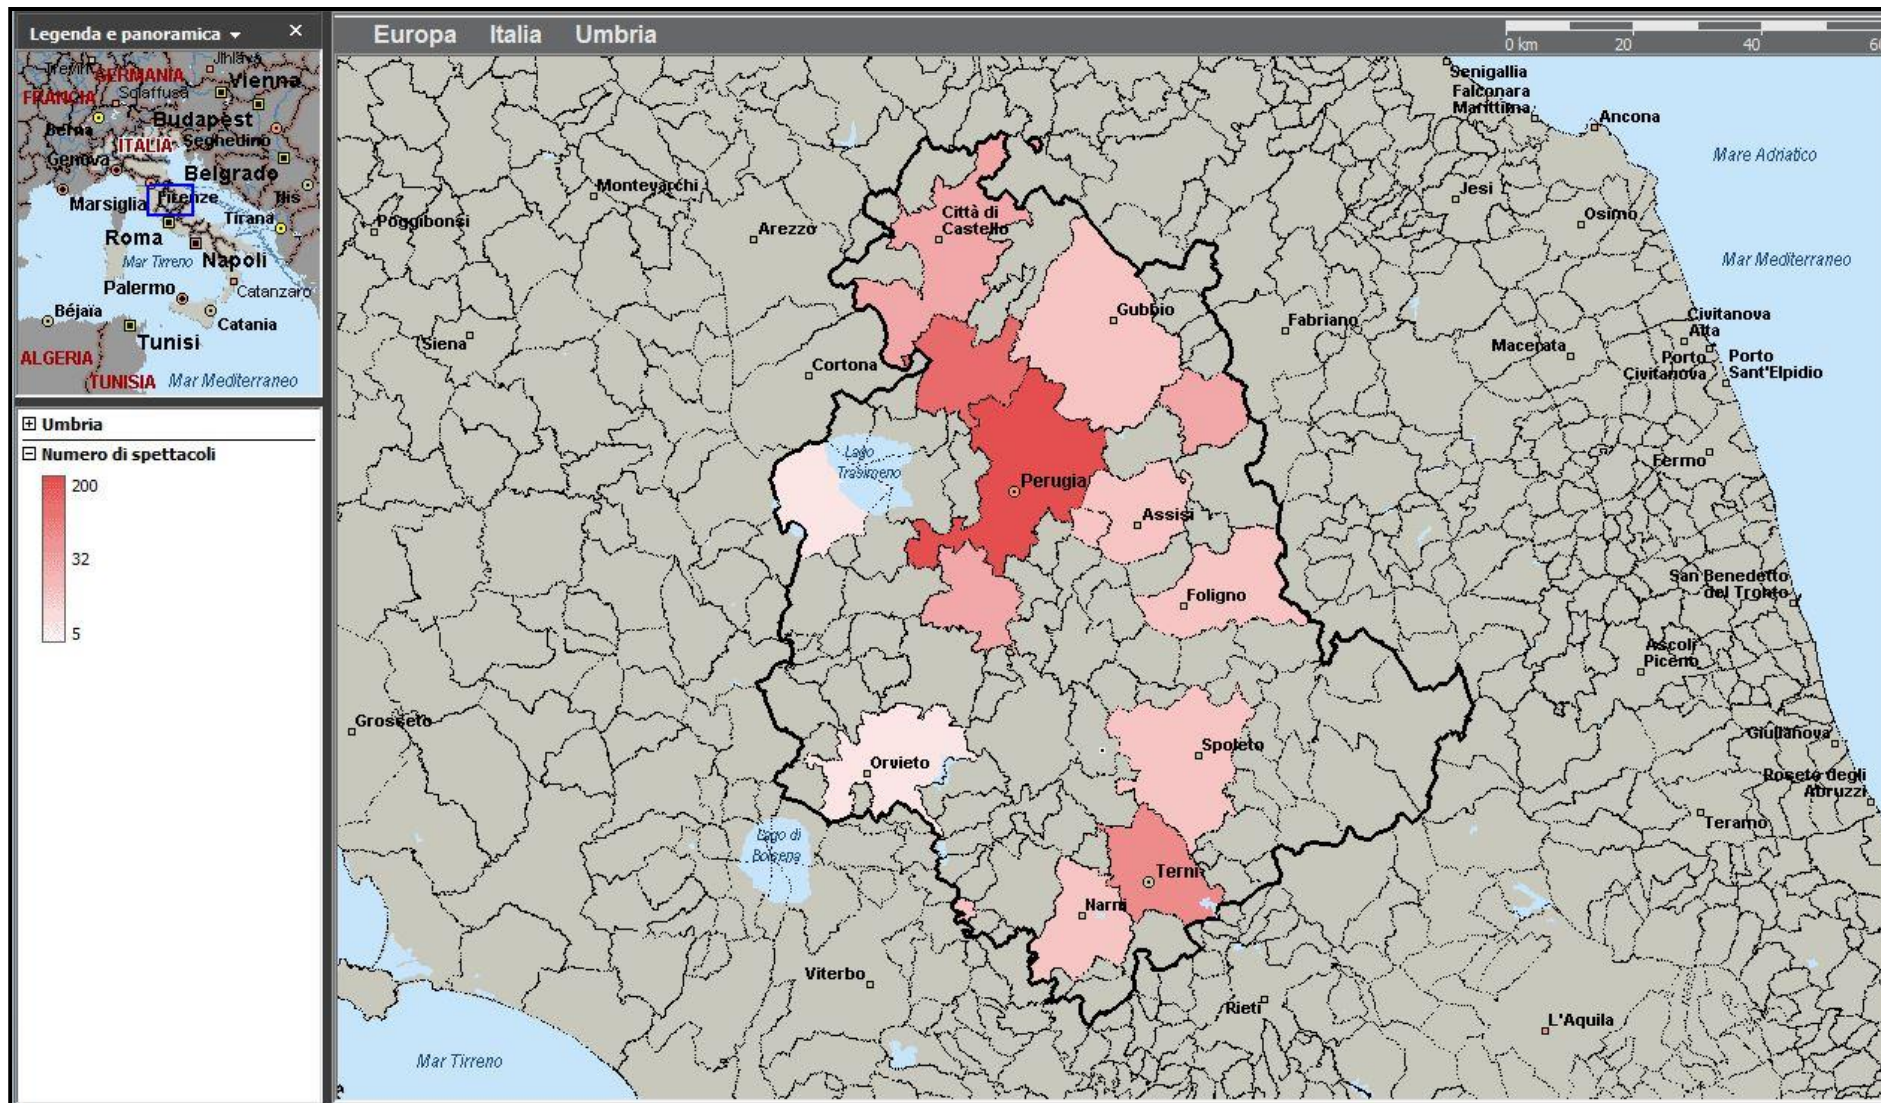 Legenda e panoramica
Jihlava
GERMANIA
Vienna
FRANCIA
Sciaffusa
Budapest
Berna
ITALIA
Seghedino
Genova
Belgrado
Marsiglia
Firenze
Tirana
Roma
Mar Tirreno
Napoli
Palermo
Catanzaro
Béjaïa
Catania
Tunisi
ALGERIA
TUNISIA
Mar Mediterraneo
Umbria
Numero di spettacoli
200
32
5
Europa Italia Umbria
0 km 20 40
Senigallia
Falconara
Marittima
Ancona
Mare Adriatico
Montevarchi
Jesi
Poggibonsi
Arezzo
Città di
Castello
Osimo
Mar Mediterraneo
Gubbio
Fabriano
Civitanova
Alta
Siena
Macerata
Cortona
Porto
Civitanova
Porto
Sant'Elpidio
Lago
Trasimeno
Fermo
Perugia
Assisi
San Benedetto
del Tronto
Foligno
Ascoli
Piceno
Grosseto
Giulianova
Spoleto
Orvieto
Roseto degli
Abruzzi
Teramo
Lago di
Bolsena
Terni
Narni
Viterbo
Rieti
L'Aquila
Mar Tirreno